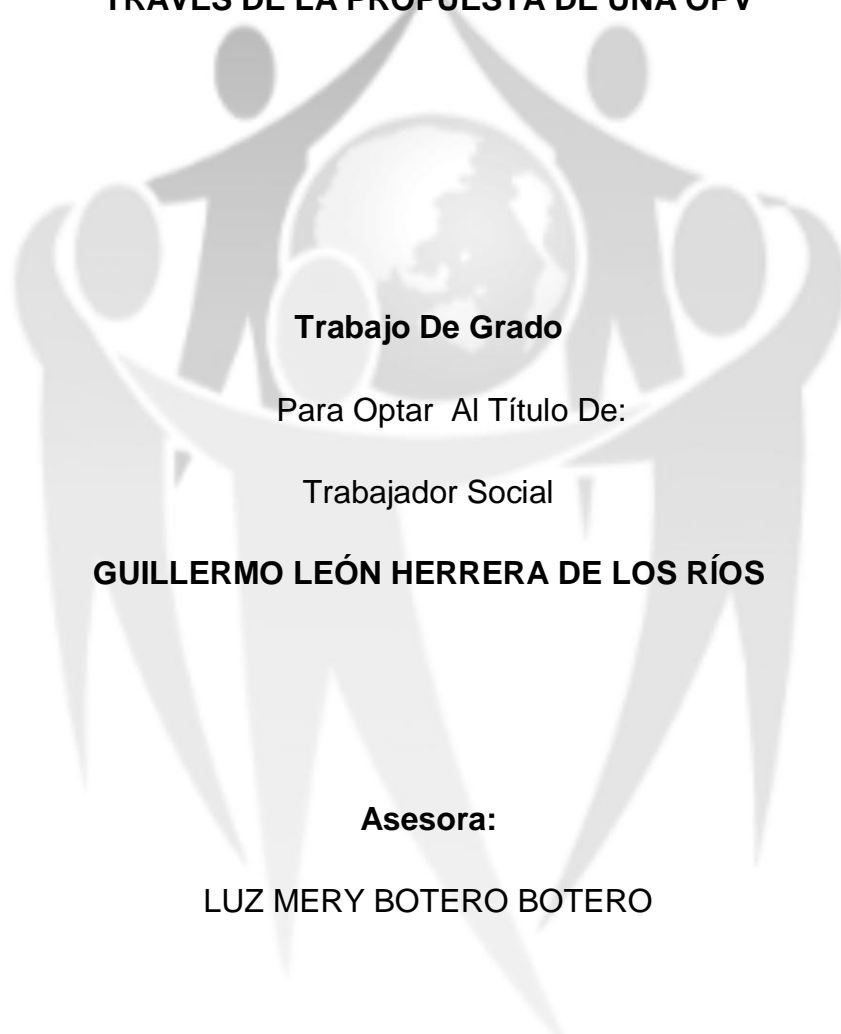 TRAVÉS DE LA PROPUESTA DE UNA OPV
Trabajo De Grado
Para Optar Al Título De:
Trabajador Social
GUILLERMO LEÓN HERRERA DE LOS RÍOS
Asesora:
LUZ MERY BOTERO BOTERO